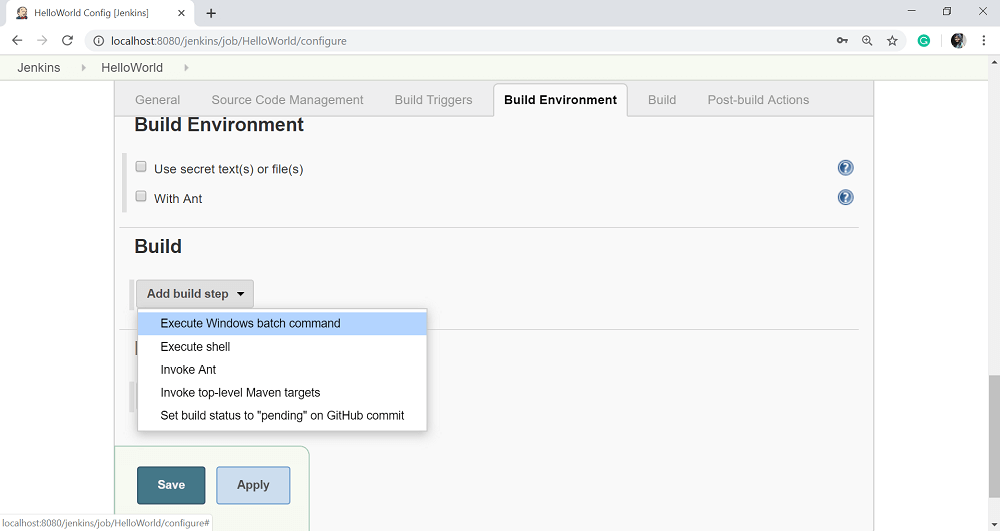 HelloWorld Config [Jenkins]
localhost:8080/jenkins/job/HelloWorld/configure
Jenkins HelloWorld
General Source Code Management Build Triggers Build Environment Build Post-build Actions
Build Environment
Use secret text(s) or file(s)
With Ant
Build
Add build step
Execute Windows batch command
Execute shell
Invoke Ant
Invoke top-level Maven targets
Set build status to "pending" on GitHub commit
Save Apply
localhost:8080/jenkins/job/HelloWorld/configure#